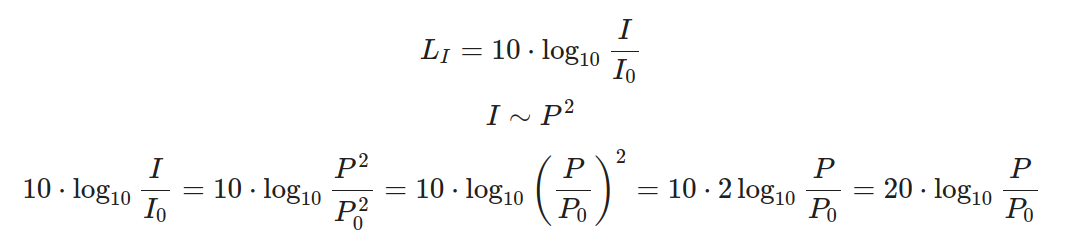 L_I = 10 · log₁₀ I/I₀
I ∼ P²
10 · log₁₀ I/I₀ = 10 · log₁₀ P²/P₀² = 10 · log₁₀ (P/P₀)² = 10 · 2 log₁₀ P/P₀ = 20 · log₁₀ P/P₀